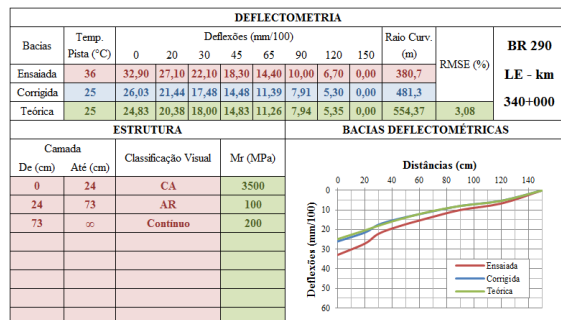 DEFLECTOMETRIA
Bacias Temp. Pista (°C) Deflexões (mm/100) Raio Curv. (m) RMSE (%) BR 290 LE - km 340+000
0 20 30 45 65 90 120 150
Ensaiada 36 32,90 27,10 22,10 18,30 14,40 10,00 6,70 0,00 380,7
Corrigida 25 26,03 21,44 17,48 14,48 11,39 7,91 5,30 0,00 481,3
Teórica 25 24,83 20,38 18,00 14,83 11,26 7,94 5,35 0,00 554,37 3,08
ESTRUTURA BACIAS DEFLECTOMÉTRICAS
Camada Classificação Visual Mr (MPa)
De (cm) Até (cm)
0 24 CA 3500
24 73 AR 100
73 ∞ Contínuo 200
Distâncias (cm)
0 20 40 60 80 100 120 140
Deflexões (mm/100)
0
10
20
30
40
50
60
Ensaiada
Corrigida
Teórica